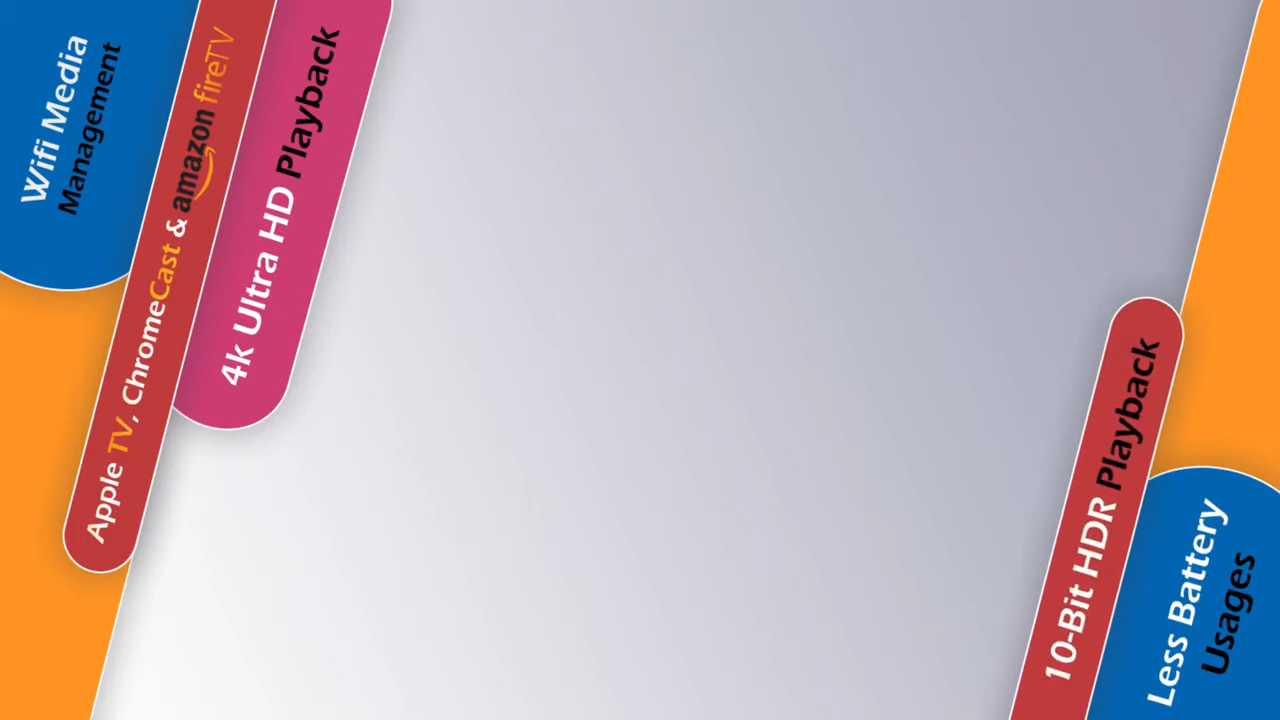 Wifi Media
Management
Apple TV, ChromeCast & amazon fireTV
4k Ultra HD Playback
10-Bit HDR Playback
Less Battery
Usages